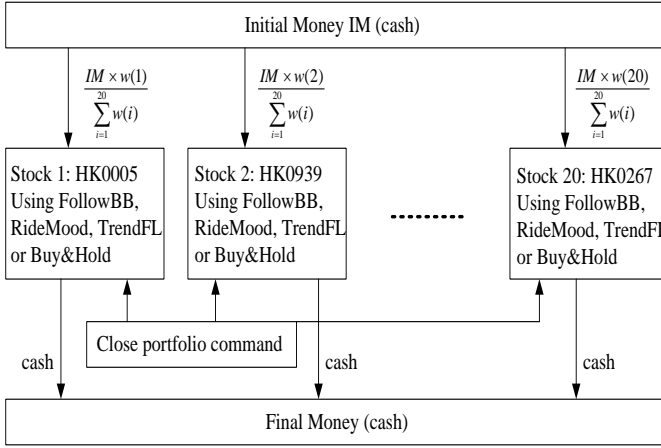 Initial Money IM (cash)
IM × w(1)
20
∑ w(i)
i=1
IM × w(2)
20
∑ w(i)
i=1
IM × w(20)
20
∑ w(i)
i=1
Stock 1: HK0005
Using FollowBB,
RideMood, TrendFL
or Buy&Hold
Stock 2: HK0939
Using FollowBB,
RideMood, TrendFL
or Buy&Hold
Stock 20: HK0267
Using FollowBB,
RideMood, TrendFL
or Buy&Hold
Close portfolio command
cash
cash
cash
Final Money (cash)